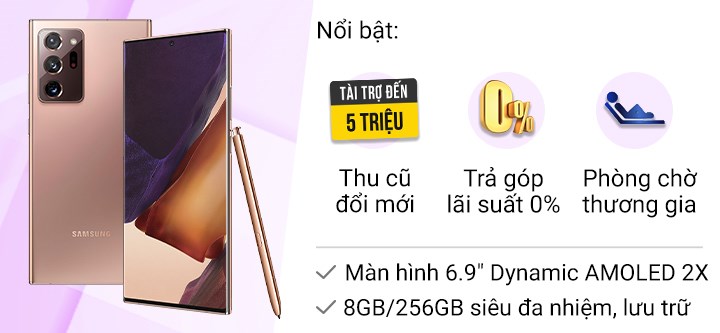 SAMSUNG
Nổi bật:
TÀI TRỢ ĐẾN
5 TRIỆU
0%
Thu cũ
đổi mới
Trả góp
lãi suất 0%
Phòng chờ
thương gia
Màn hình 6.9" Dynamic AMOLED 2X
8GB/256GB siêu đa nhiệm, lưu trữ